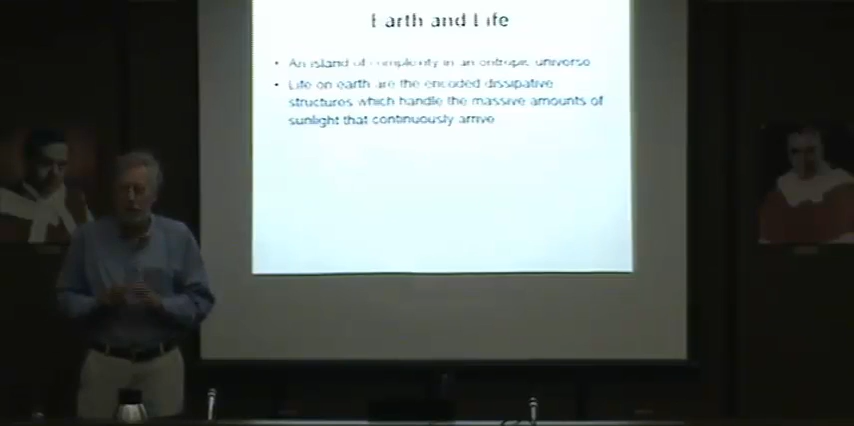 Earth and Life
• An island of complexity in an entropic universe
• Life on earth are the encoded dissipative
structures which handle the massive amounts of
sunlight that continuously arrive